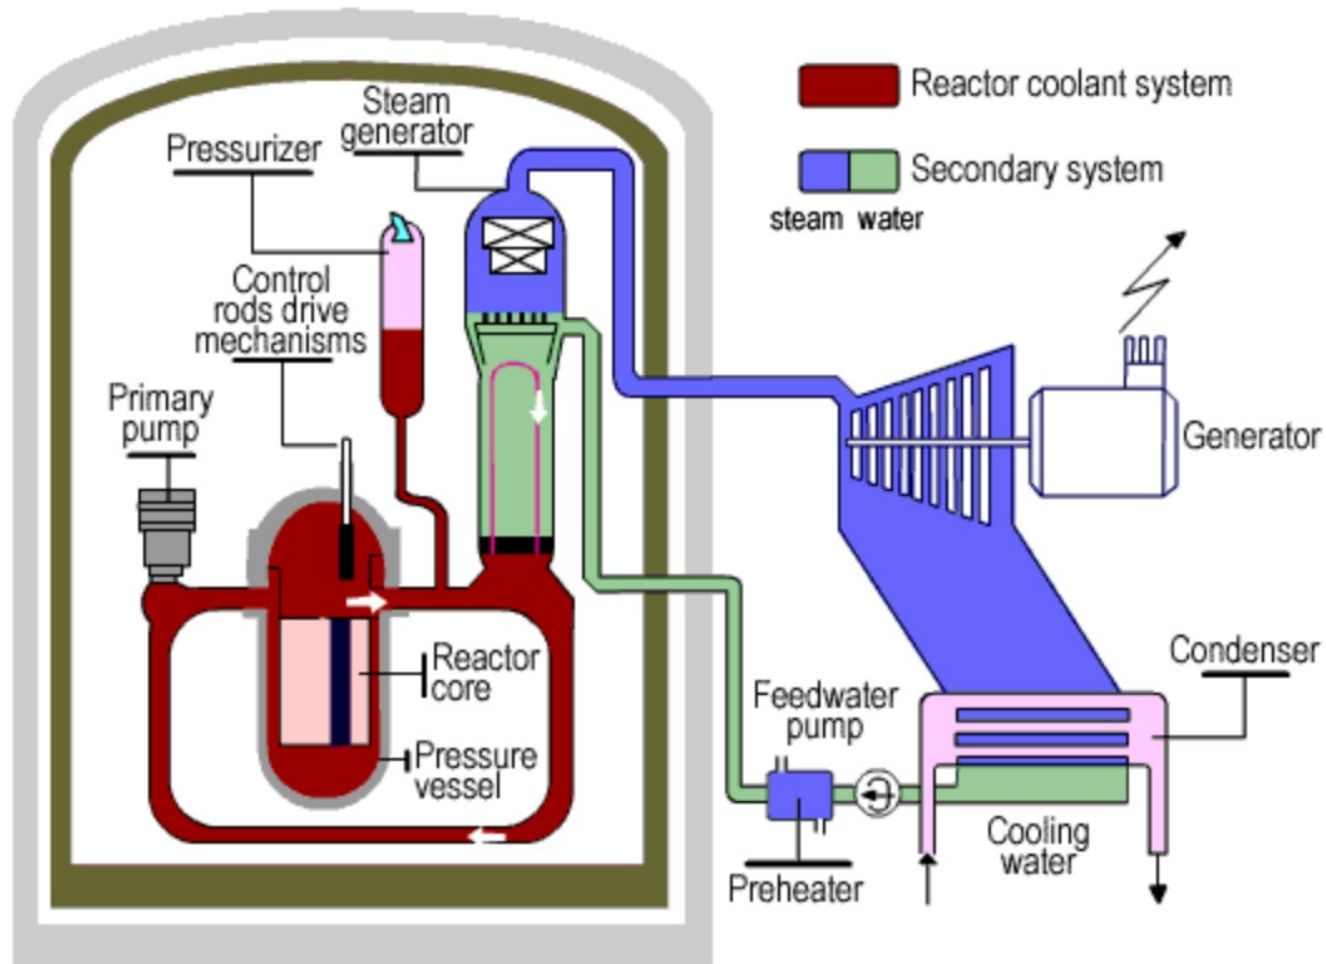 Steam
generator
Pressurizer
Control
rods drive
mechanisms
Primary
pump
Reactor
core
Pressure
vessel
Reactor coolant system
Secondary system
steam water
Generator
Condenser
Feedwater
pump
Cooling
water
Preheater